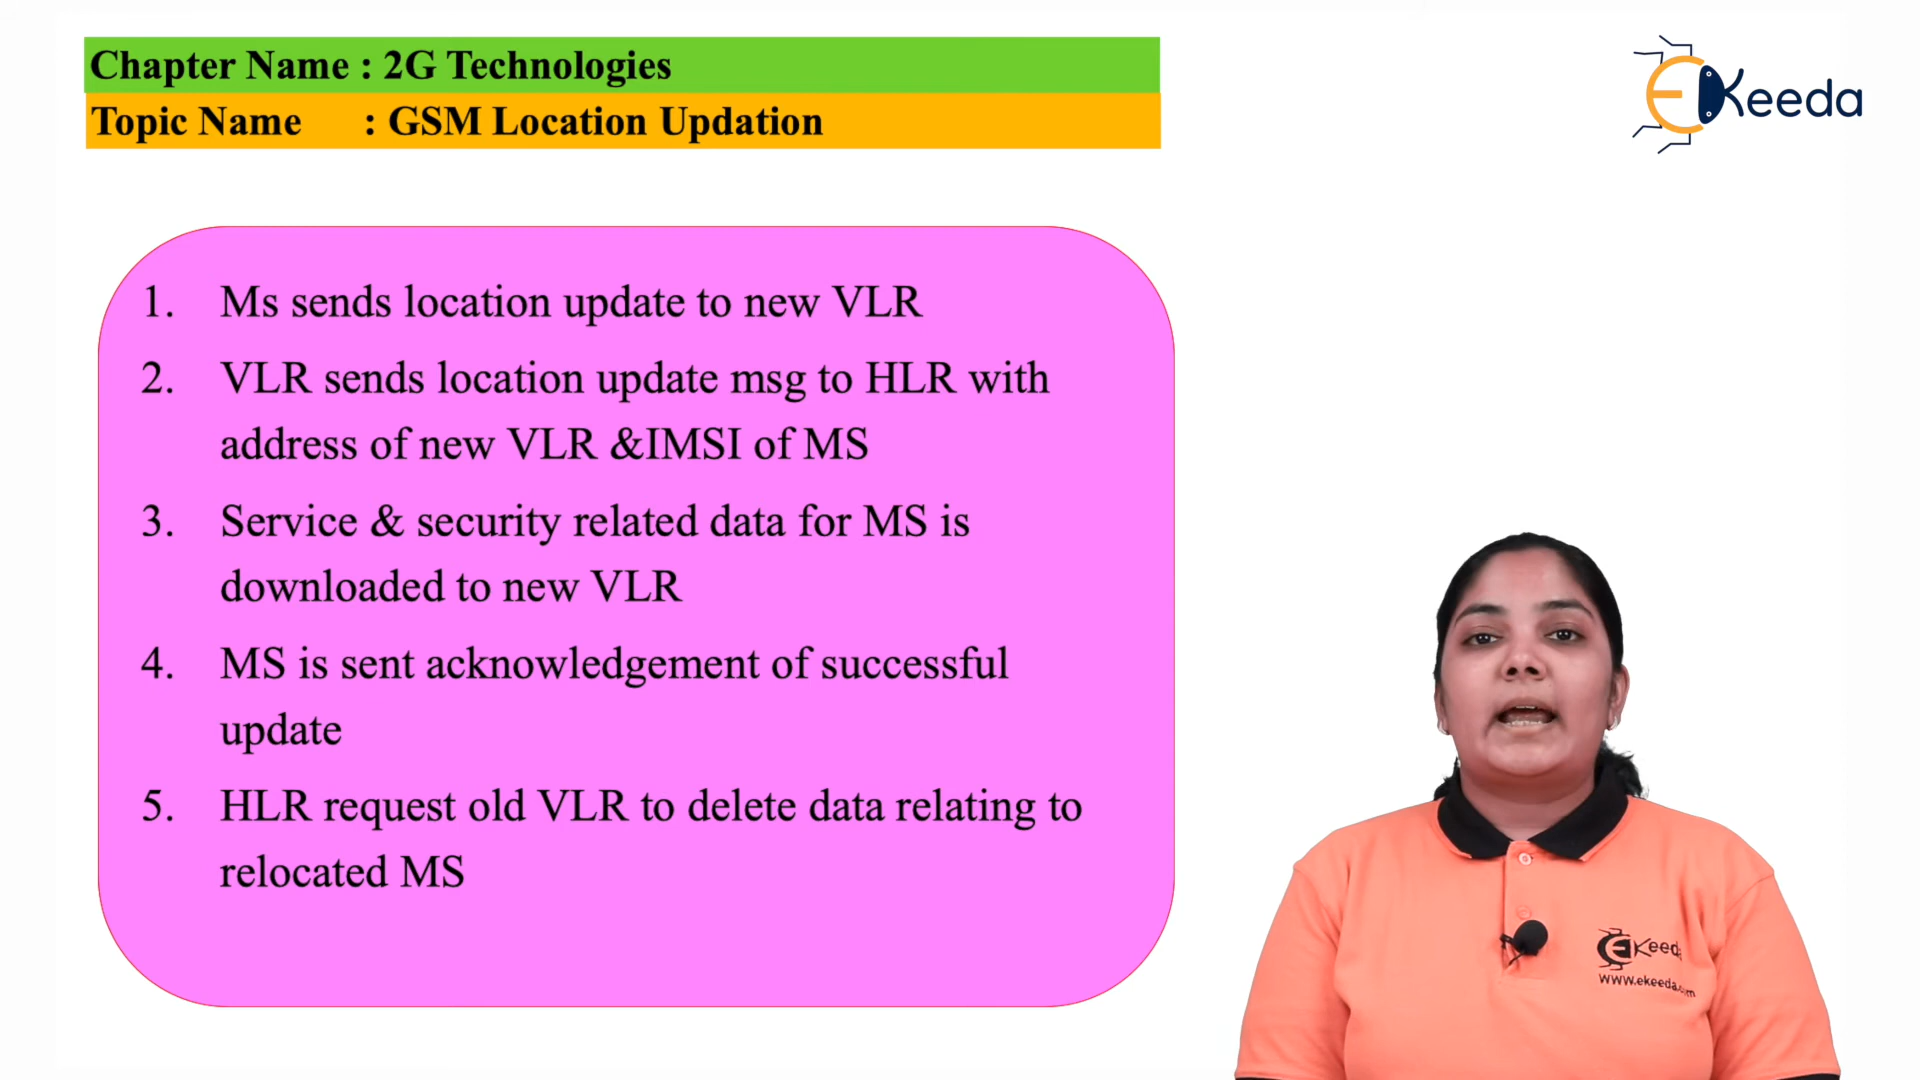 Chapter Name : 2G Technologies
Topic Name : GSM Location Updation
EKeeda
1. Ms sends location update to new VLR
2. VLR sends location update msg to HLR with
address of new VLR &IMSI of MS
3. Service & security related data for MS is
downloaded to new VLR
4. MS is sent acknowledgement of successful
update
5. HLR request old VLR to delete data relating to
relocated MS
EKeeda
www.ekeeda.com